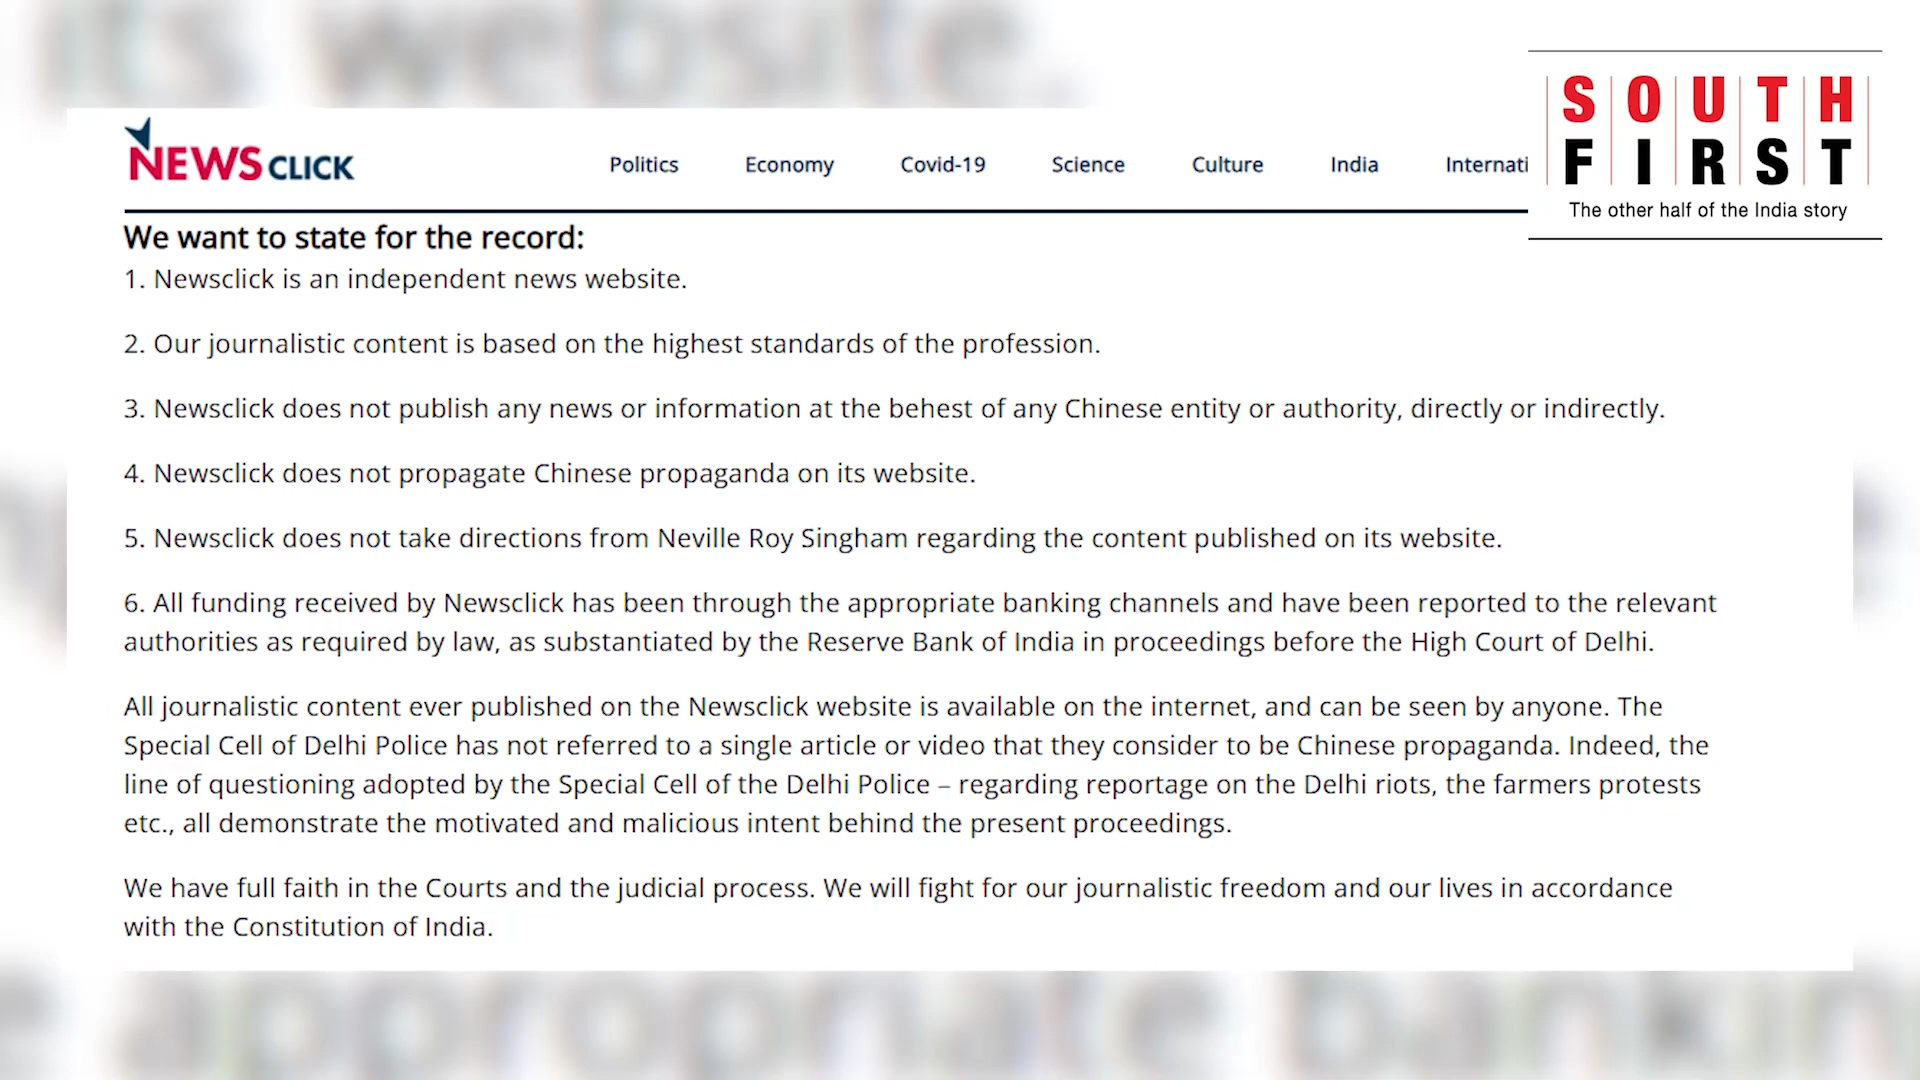 its website.
NEWSCLICK
Politics Economy Covid-19 Science Culture India Internati
SOUTH
FIRST
The other half of the India story
We want to state for the record:
1. Newsclick is an independent news website.
2. Our journalistic content is based on the highest standards of the profession.
3. Newsclick does not publish any news or information at the behest of any Chinese entity or authority, directly or indirectly.
4. Newsclick does not propagate Chinese propaganda on its website.
5. Newsclick does not take directions from Neville Roy Singham regarding the content published on its website.
6. All funding received by Newsclick has been through the appropriate banking channels and have been reported to the relevant
authorities as required by law, as substantiated by the Reserve Bank of India in proceedings before the High Court of Delhi.
All journalistic content ever published on the Newsclick website is available on the internet, and can be seen by anyone. The
Special Cell of Delhi Police has not referred to a single article or video that they consider to be Chinese propaganda. Indeed, the
line of questioning adopted by the Special Cell of the Delhi Police – regarding reportage on the Delhi riots, the farmers protests
etc., all demonstrate the motivated and malicious intent behind the present proceedings.
We have full faith in the Courts and the judicial process. We will fight for our journalistic freedom and our lives in accordance
with the Constitution of India.
appropriate bankin